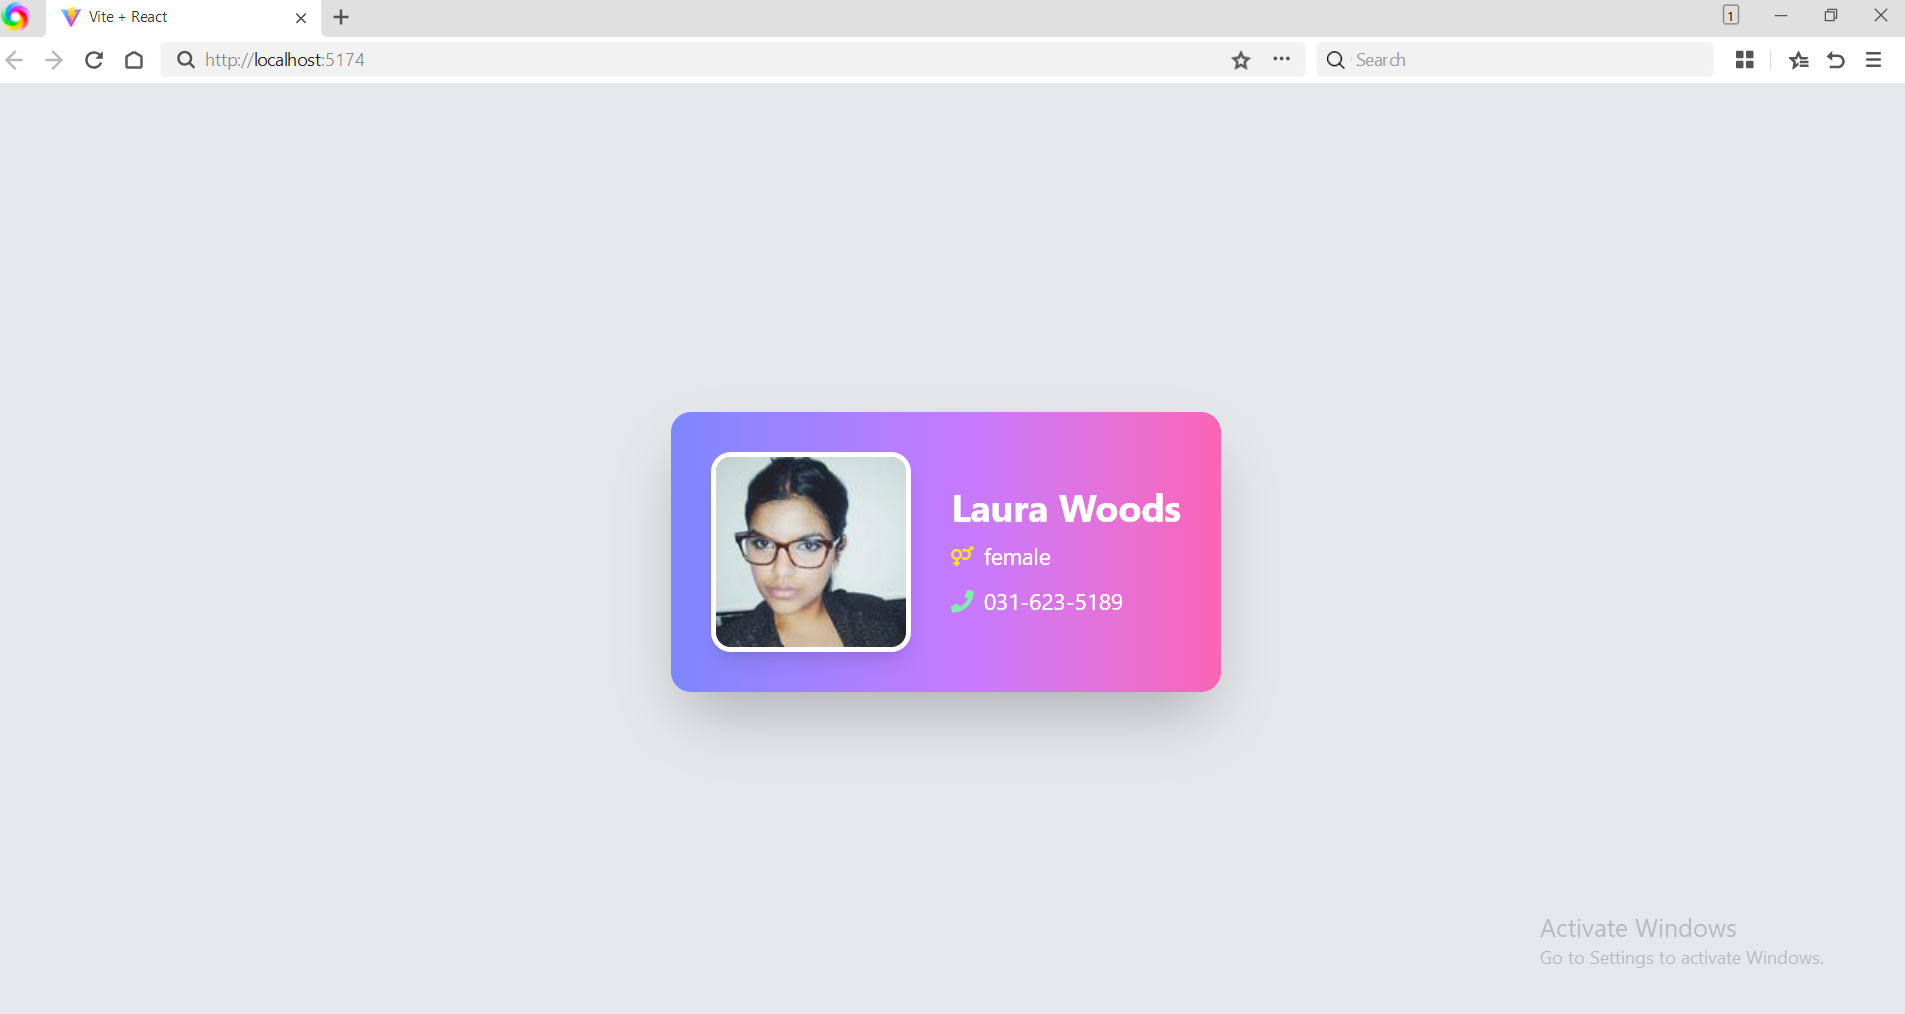 Vite + React
1
http://localhost:5174
Search
Laura Woods
female
031-623-5189
Activate Windows
Go to Settings to activate Windows.